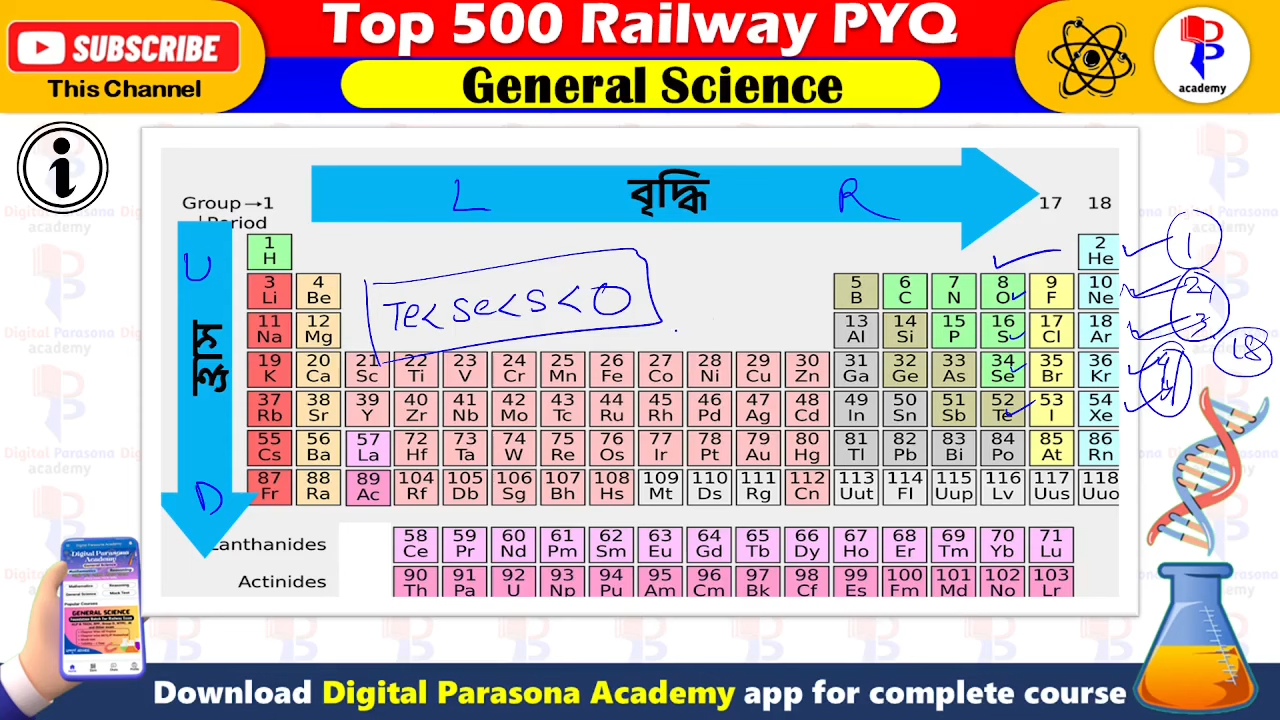 Top 500 Railway PYQ
SUBSCRIBE
This Channel
General Science
academy
L বৃদ্ধি R
Group →1 17 18
Period
U
হ্রাস
D
1 H 2 He
3 Li 4 Be 5 B 6 C 7 N 8 O 9 F 10 Ne
11 Na 12 Mg 13 Al 14 Si 15 P 16 S 17 Cl 18 Ar
19 K 20 Ca 21 Sc 22 Ti 23 V 24 Cr 25 Mn 26 Fe 27 Co 28 Ni 29 Cu 30 Zn 31 Ga 32 Ge 33 As 34 Se 35 Br 36 Kr
37 Rb 38 Sr 39 Y 40 Zr 41 Nb 42 Mo 43 Tc 44 Ru 45 Rh 46 Pd 47 Ag 48 Cd 49 In 50 Sn 51 Sb 52 Te 53 I 54 Xe
55 Cs 56 Ba 57 La 72 Hf 73 Ta 74 W 75 Re 76 Os 77 Ir 78 Pt 79 Au 80 Hg 81 Tl 82 Pb 83 Bi 84 Po 85 At 86 Rn
87 Fr 88 Ra 89 Ac 104 Rf 105 Db 106 Sg 107 Bh 108 Hs 109 Mt 110 Ds 111 Rg 112 Cn 113 Uut 114 Fl 115 Uup 116 Lv 117 Uus 118 Uuo
Te < Se < S < O
1
2
3
18
Lanthanides 58 Ce 59 Pr 60 Nd 61 Pm 62 Sm 63 Eu 64 Gd 65 Tb 66 Dy 67 Ho 68 Er 69 Tm 70 Yb 71 Lu
Actinides 90 Th 91 Pa 92 U 93 Np 94 Pu 95 Am 96 Cm 97 Bk 98 Cf 99 Es 100 Fm 101 Md 102 No 103 Lr
Digital Parasona Academy
GENERAL SCIENCE
Download Digital Parasona Academy app for complete course